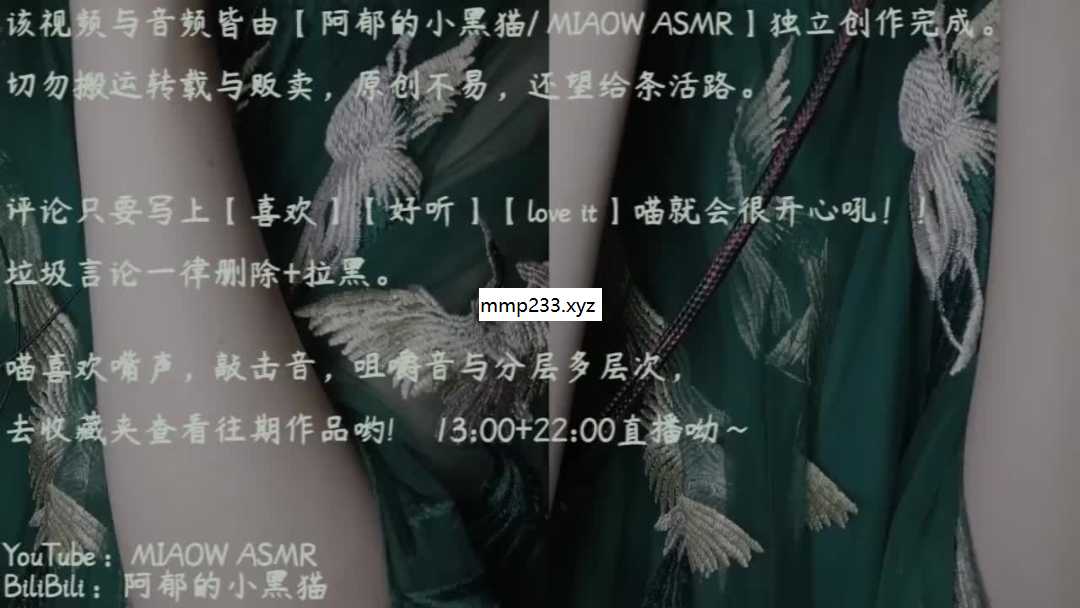 该视频与音频皆由【阿郁的小黑猫/MIAOW ASMR】独立创作完成。
切勿搬运转载与贩卖，原创不易，还望给条活路。
评论只要写上【喜欢】【好听】【love it】喵就会很开心吼！！
垃圾言论一律删除+拉黑。
mmp233.xyz
喵喜欢嘴声，敲击音，咀嚼音与分层多层次，
去收藏夹查看往期作品哟！ 13:00+22:00直播呦～
YouTube：MIAOW ASMR
BiliBili：阿郁的小黑猫